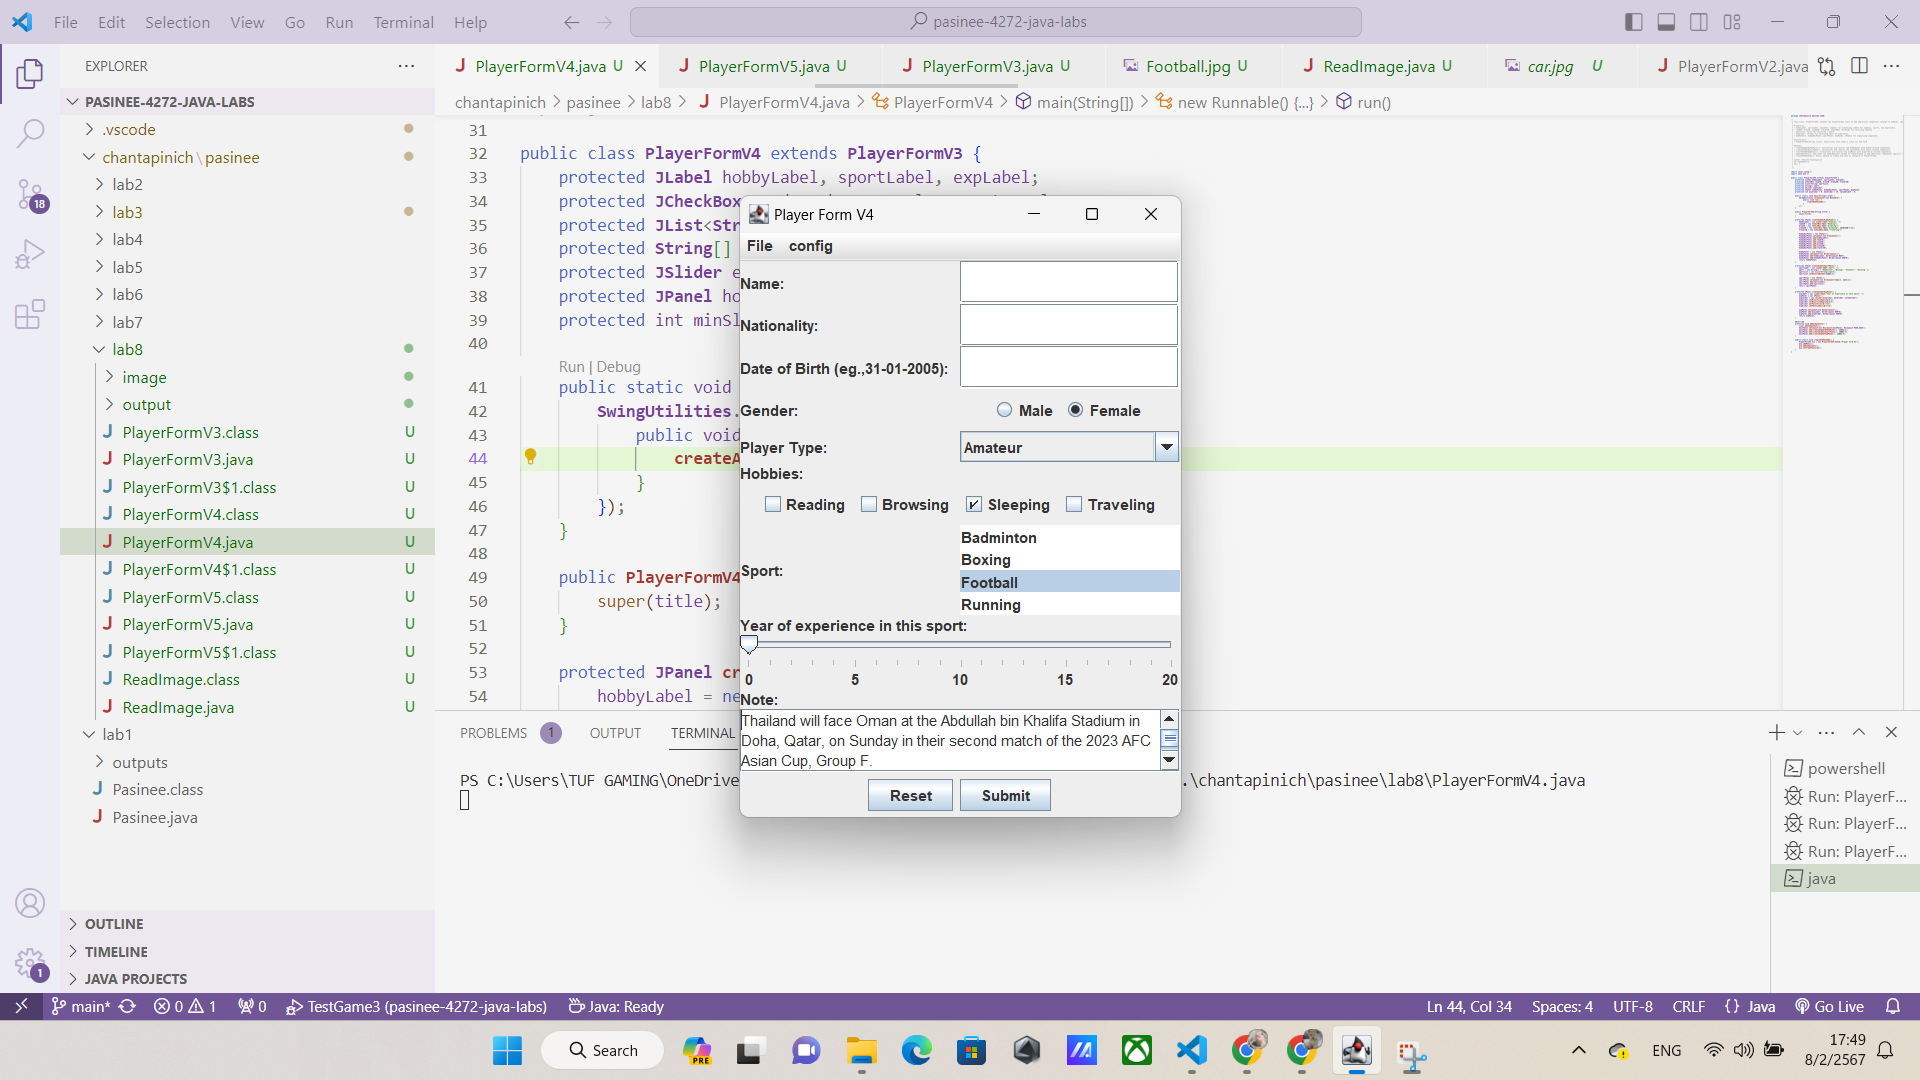 File Edit Selection View Go Run Terminal Help
pasinee-4272-java-labs
EXPLORER
PlayerFormV4.java U
PlayerFormV5.java U
PlayerFormV3.java U
Football.jpg U
ReadImage.java U
car.jpg U
PlayerFormV2.java
chantapinich > pasinee > lab8 > PlayerFormV4.java > PlayerFormV4 > main(String[]) > new Runnable() {...} > run()
PASINEE-4272-JAVA-LABS
.vscode
chantapinich \ pasinee
lab2
lab3
lab4
lab5
lab6
lab7
lab8
image
output
PlayerFormV3.class U
PlayerFormV3.java U
PlayerFormV3$1.class U
PlayerFormV4.class U
PlayerFormV4.java U
PlayerFormV4$1.class U
PlayerFormV5.class U
PlayerFormV5.java U
PlayerFormV5$1.class U
ReadImage.class U
ReadImage.java U
lab1
outputs
Pasinee.class
Pasinee.java
OUTLINE
TIMELINE
JAVA PROJECTS
18
1
31
32 public class PlayerFormV4 extends PlayerFormV3 {
33 protected JLabel hobbyLabel, sportLabel, expLabel;
34 protected JCheckBox
35 protected JList<Str
36 protected String[]
37 protected JSlider e
38 protected JPanel ho
39 protected int minSl
40
Run | Debug
41 public static void
42 SwingUtilities.
43 public void
44 createA
45 }
46 });
47 }
48
49 public PlayerFormV4
50 super(title);
51 }
52
53 protected JPanel cr
54 hobbyLabel = ne
Player Form V4
File config
Name:
Nationality:
Date of Birth (eg.,31-01-2005):
Gender: Male Female
Player Type: Amateur
Hobbies:
Reading Browsing Sleeping Traveling
Sport:
Badminton
Boxing
Football
Running
Year of experience in this sport:
0 5 10 15 20
Note:
Thailand will face Oman at the Abdullah bin Khalifa Stadium in
Doha, Qatar, on Sunday in their second match of the 2023 AFC
Asian Cup, Group F.
Reset Submit
PROBLEMS 1 OUTPUT TERMINAL
PS C:\Users\TUF GAMING\OneDrive
.\chantapinich\pasinee\lab8\PlayerFormV4.java
powershell
Run: PlayerF...
Run: PlayerF...
Run: PlayerF...
java
main* 0 1 0 TestGame3 (pasinee-4272-java-labs) Java: Ready
Ln 44, Col 34 Spaces: 4 UTF-8 CRLF {} Java Go Live
Search
PRE
ENG
17:49
8/2/2567